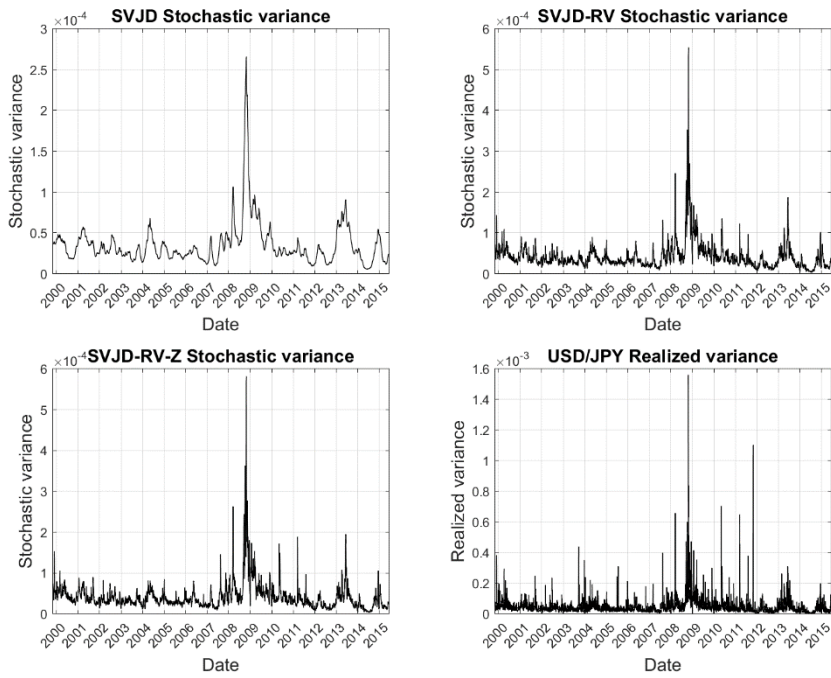 SVJD Stochastic variance
×10⁻⁴
3
2.5
2
1.5
1
0.5
0
Stochastic variance
2000 2001 2002 2003 2004 2005 2006 2007 2008 2009 2010 2011 2012 2013 2014 2015
Date
SVJD-RV Stochastic variance
×10⁻⁴
6
5
4
3
2
1
0
Stochastic variance
2000 2001 2002 2003 2004 2005 2006 2007 2008 2009 2010 2011 2012 2013 2014 2015
Date
SVJD-RV-Z Stochastic variance
×10⁻⁴
6
5
4
3
2
1
0
Stochastic variance
2000 2001 2002 2003 2004 2005 2006 2007 2008 2009 2010 2011 2012 2013 2014 2015
Date
USD/JPY Realized variance
×10⁻³
1.6
1.4
1.2
1
0.8
0.6
0.4
0.2
0
Realized variance
2000 2001 2002 2003 2004 2005 2006 2007 2008 2009 2010 2011 2012 2013 2014 2015
Date